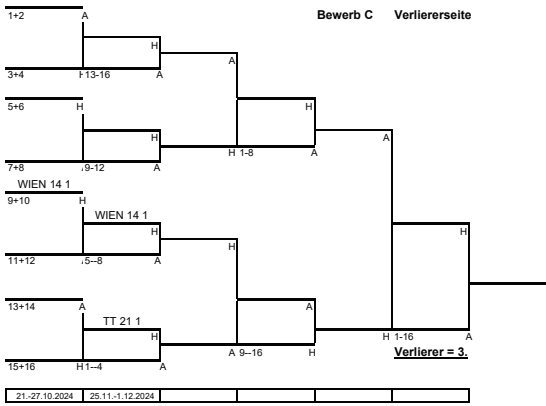 Bewerb C Verliererseite
1+2 A
H
A
3+4 H 13-16 A
5+6 H
H
H
7+8 9-12 A
H 1-8 A
A
WIEN 14 1
9+10 H
WIEN 14 1
H
H
H
11+12 5--8 A
13+14 A
A
TT 21 1
H
H 1-16 A
A 9--16 H
Verlierer = 3.
15+16 H 1--4 A
21.-27.10.2024 25.11.-1.12.2024